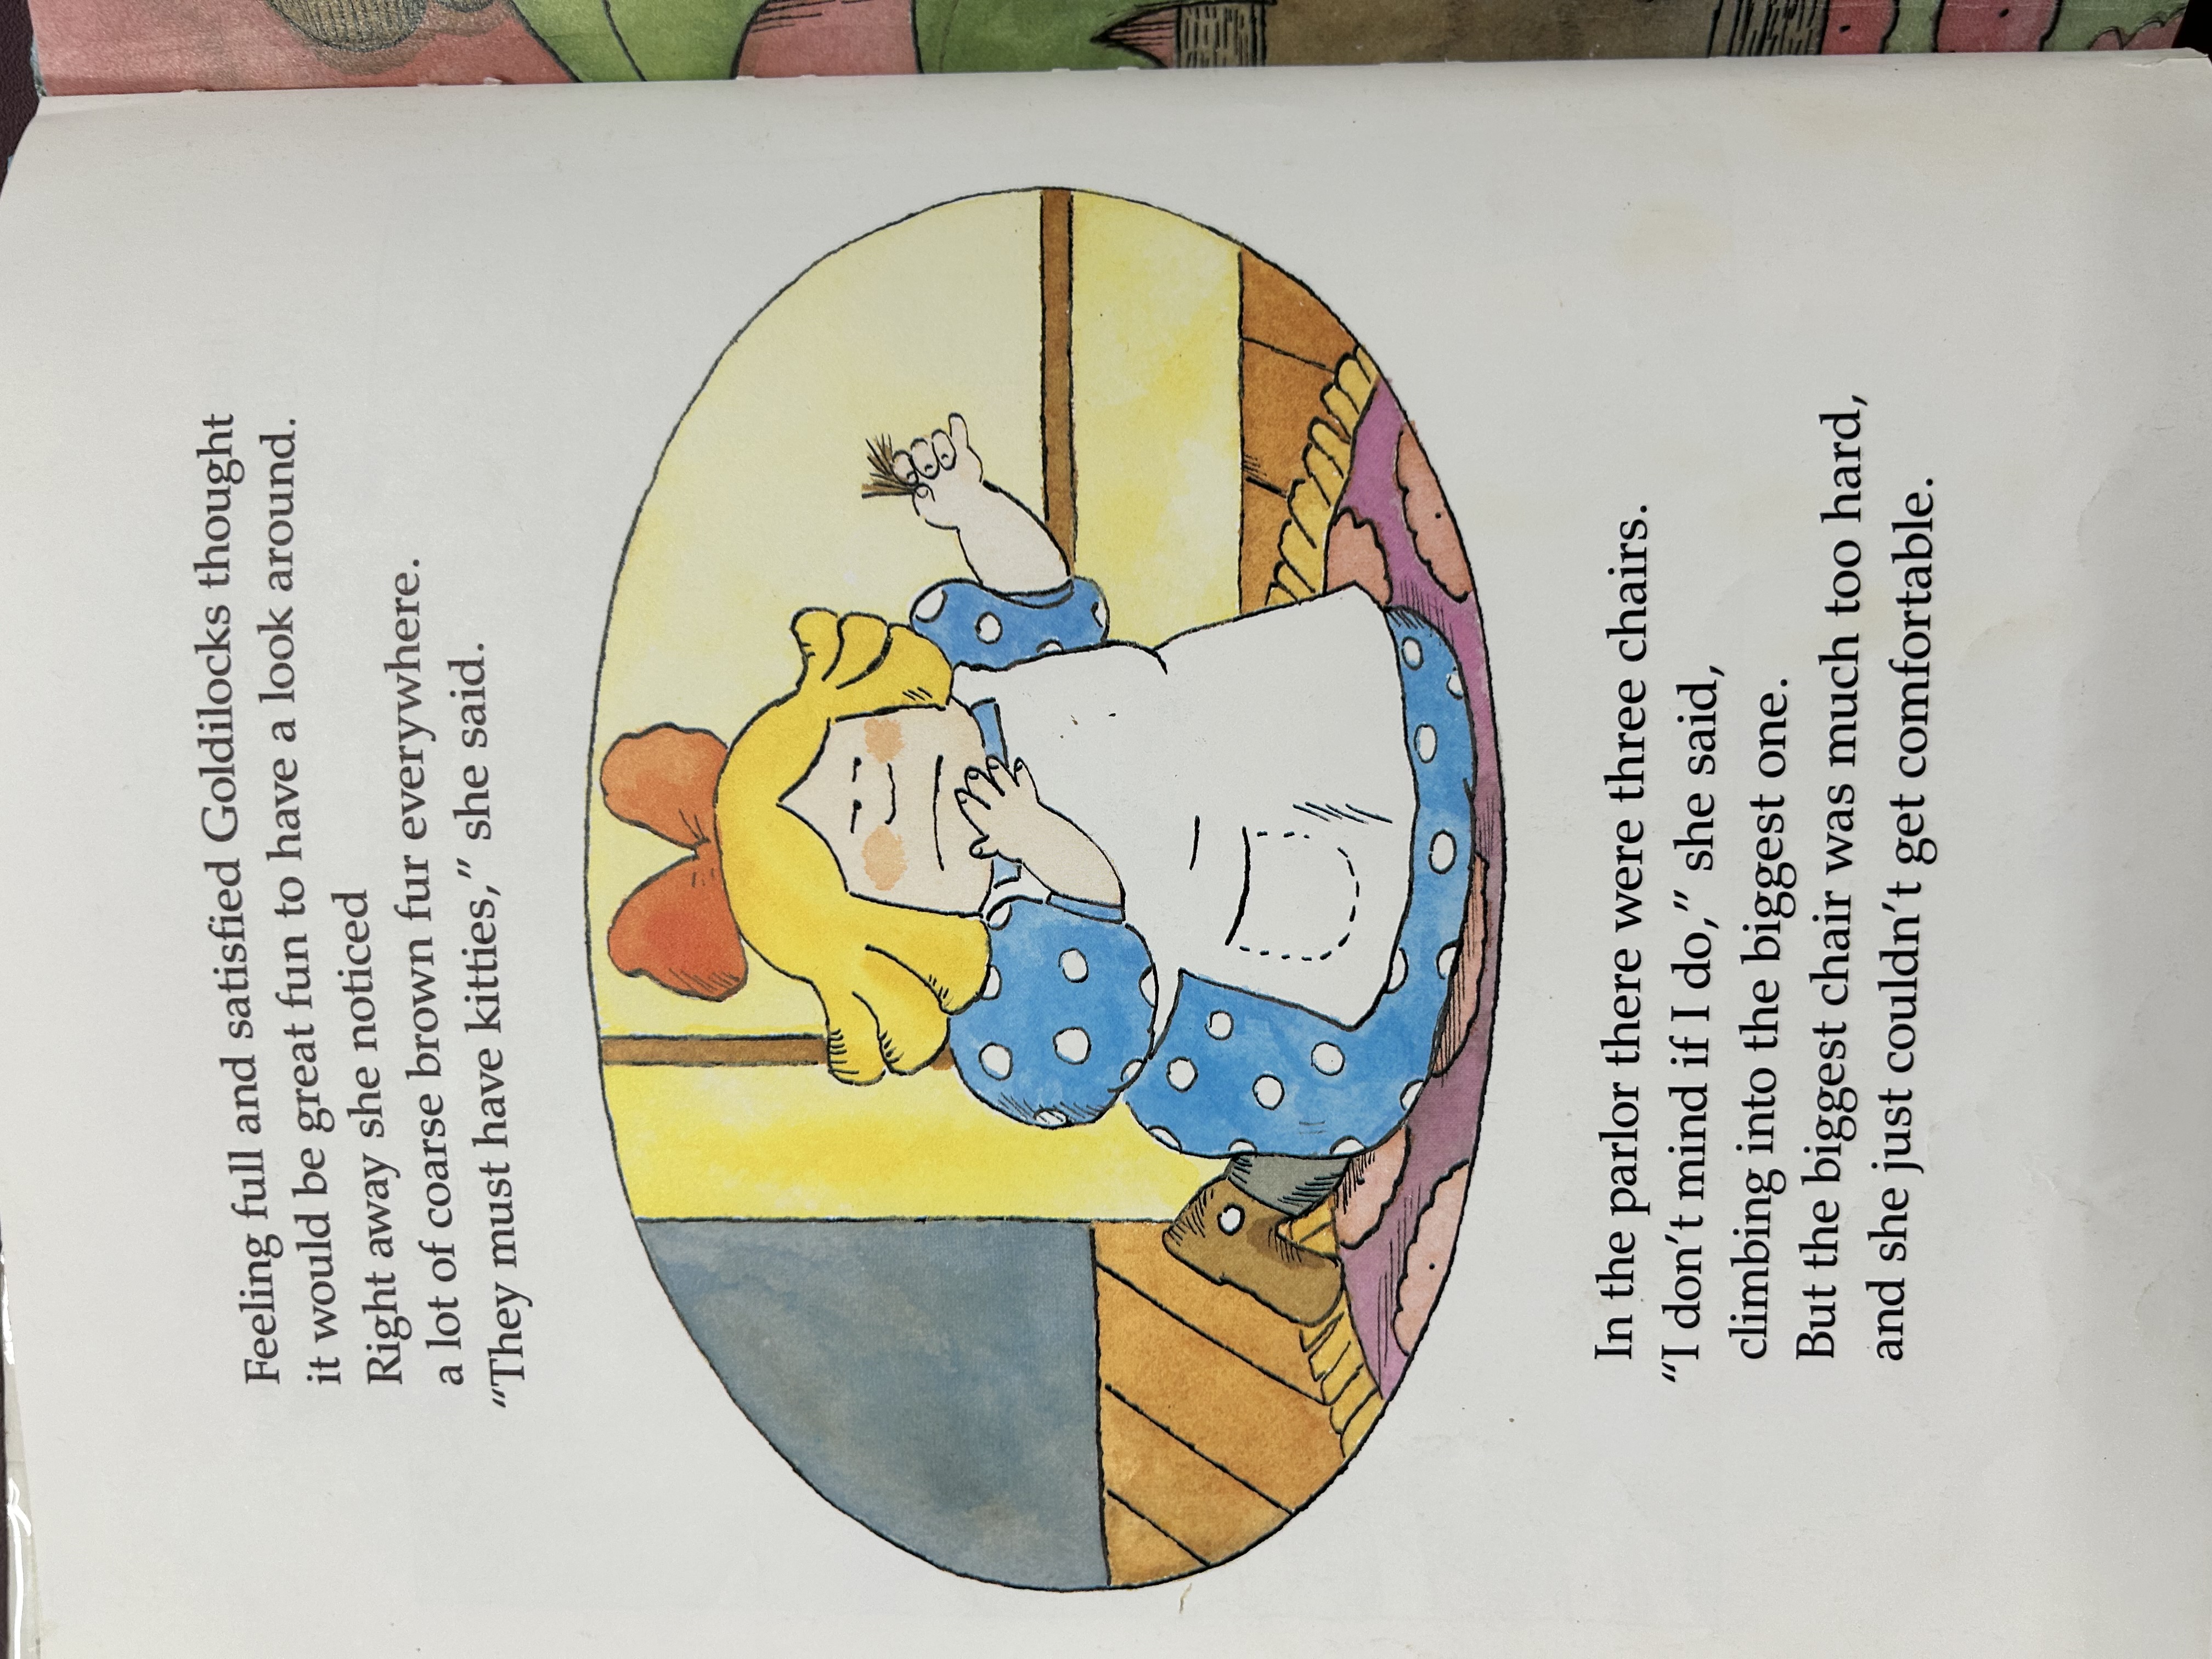 Feeling full and satisfied Goldilocks thought
it would be great fun to have a look around.
Right away she noticed
a lot of coarse brown fur everywhere.
“They must have kitties,” she said.
In the parlor there were three chairs.
“I don’t mind if I do,” she said,
climbing into the biggest one.
But the biggest chair was much too hard,
and she just couldn’t get comfortable.